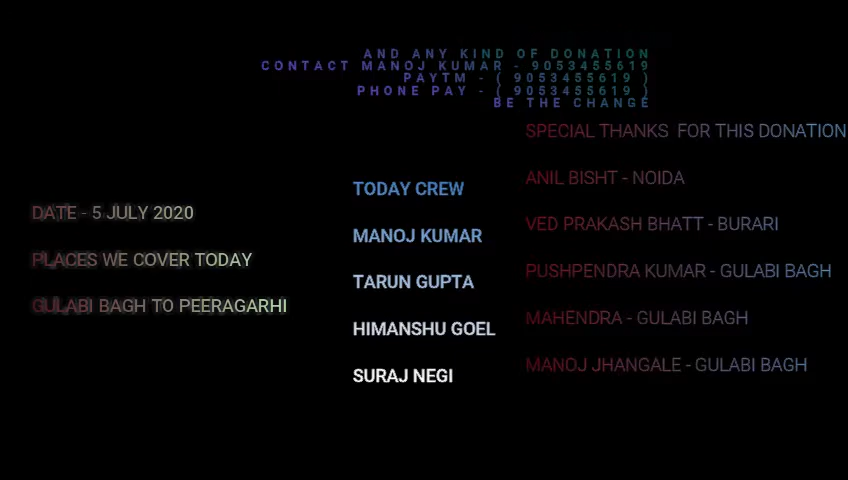 AND ANY KIND OF DONATION
CONTACT MANOJ KUMAR - 9053455619
PAYTM - ( 9053455619 )
PHONE PAY - ( 9053455619 )
BE THE CHANGE
DATE - 5 JULY 2020
PLACES WE COVER TODAY
GULABI BAGH TO PEERAGARHI
TODAY CREW
MANOJ KUMAR
TARUN GUPTA
HIMANSHU GOEL
SURAJ NEGI
SPECIAL THANKS FOR THIS DONATION
ANIL BISHT - NOIDA
VED PRAKASH BHATT - BURARI
PUSHPENDRA KUMAR - GULABI BAGH
MAHENDRA - GULABI BAGH
MANOJ JHANGALE - GULABI BAGH